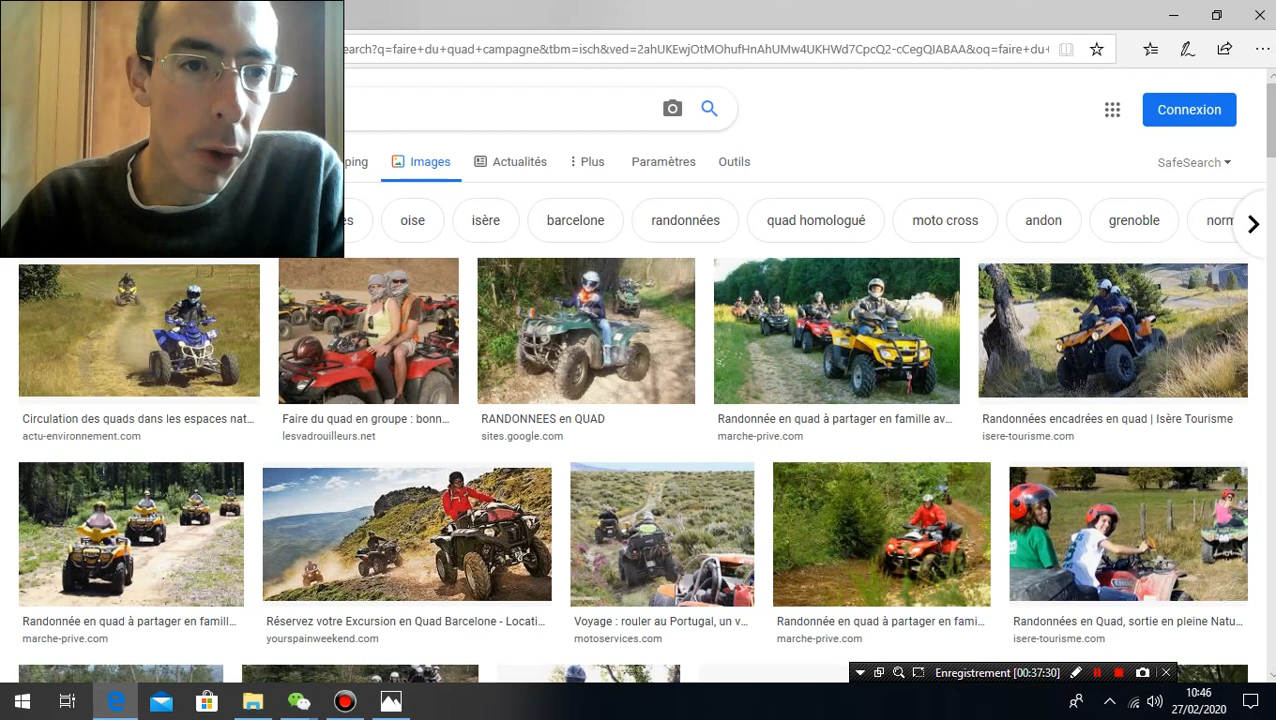 search?q=faire+du+quad+campagne&tbm=isch&ved=2ahUKEwjOtMOhufHnAhUMw4UKHWd7CpcQ2-cCegQIABAA&oq=faire+du+
Connexion
ping
Images
Actualités
Plus
Paramètres
Outils
SafeSearch
es
oise
isère
barcelone
randonnées
quad homologué
moto cross
andon
grenoble
norm
Circulation des quads dans les espaces nat...
actu-environnement.com
Faire du quad en groupe : bonn...
lesvadrouilleurs.net
RANDONNEES en QUAD
sites.google.com
Randonnée en quad à partager en famille av...
marche-prive.com
Randonnées encadrées en quad | Isère Tourisme
isere-tourisme.com
Randonnée en quad à partager en famill...
marche-prive.com
Réservez votre Excursion en Quad Barcelone - Locati...
yourspainweekend.com
Voyage : rouler au Portugal, un v...
motoservices.com
Randonnée en quad à partager en fami...
marche-prive.com
Randonnées en Quad, sortie en pleine Natu...
isere-tourisme.com
Enregistrement [00:37:30]
10:46
27/02/2020